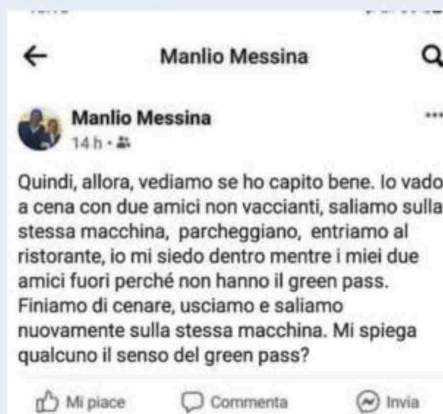 Manlio Messina
Manlio Messina
14 h
Quindi, allora, vediamo se ho capito bene. Io vado
a cena con due amici non vaccianti, saliamo sulla
stessa macchina, parcheggiano, entriamo al
ristorante, io mi siedo dentro mentre i miei due
amici fuori perché non hanno il green pass.
Finiamo di cenare, usciamo e saliamo
nuovamente sulla stessa macchina. Mi spiega
qualcuno il senso del green pass?
Mi piace Commenta Invia